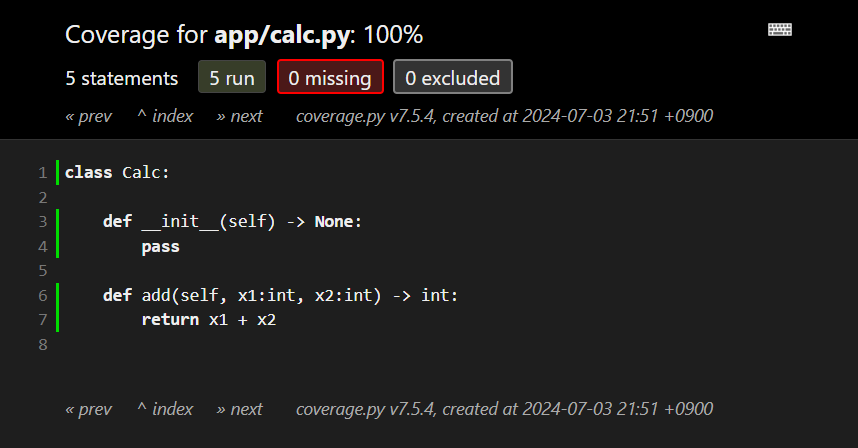 Coverage for app/calc.py: 100%
5 statements 5 run 0 missing 0 excluded
« prev ^ index » next coverage.py v7.5.4, created at 2024-07-03 21:51 +0900
1 class Calc:
2
3     def __init__(self) -> None:
4         pass
5
6     def add(self, x1:int, x2:int) -> int:
7         return x1 + x2
8
« prev ^ index » next coverage.py v7.5.4, created at 2024-07-03 21:51 +0900